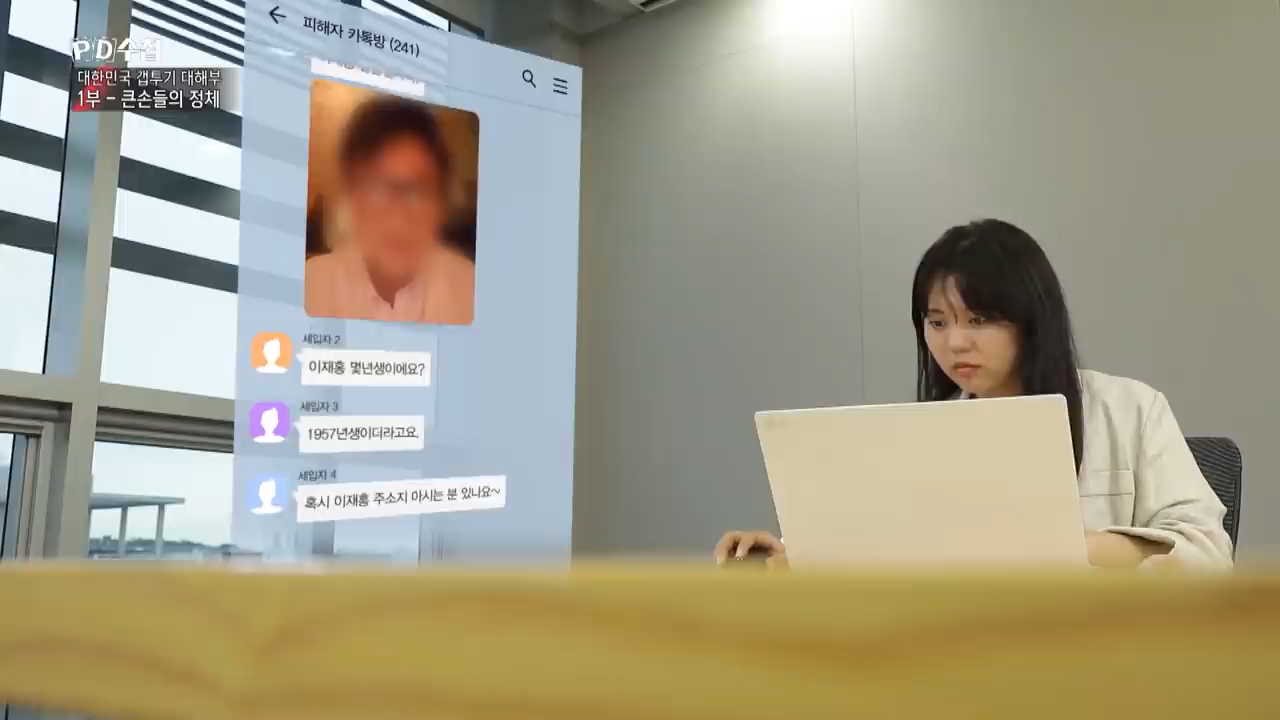 PD수첩
대한민국 갭투기 대해부
1부 - 큰손들의 정체
피해자 카톡방 (241)
세입자 2
이재홍 몇년생이에요?
세입자 3
1957년생이더라고요.
세입자 4
혹시 이재홍 주소지 아시는 분 있나요~